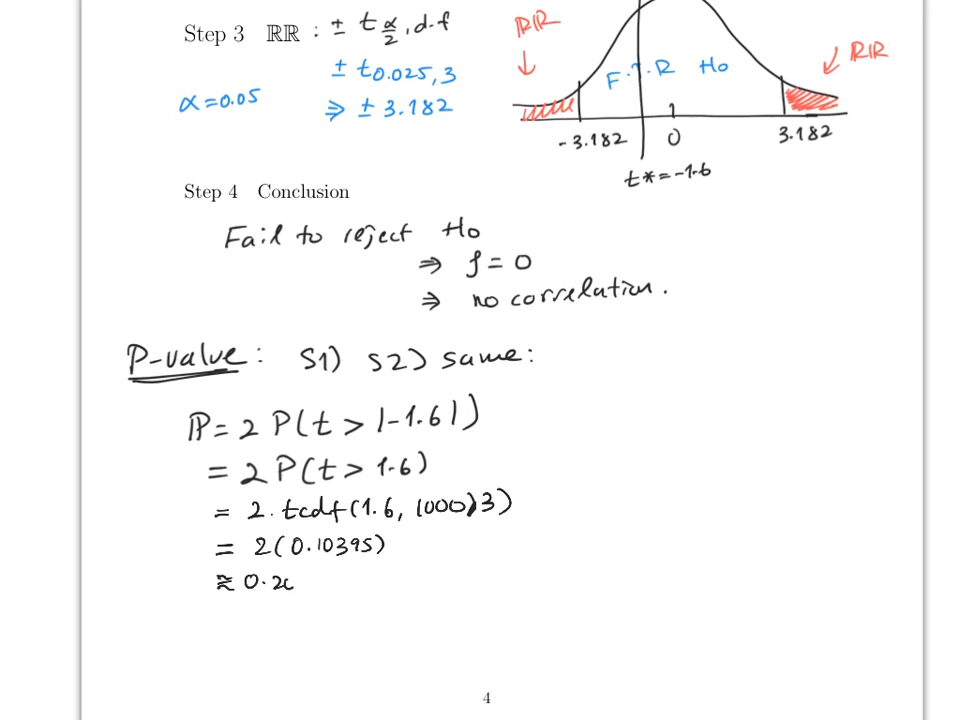 Step 3 RR : ± t α/2, d.f
RR
RR
± t0.025, 3
F.T.R Ho
α = 0.05
⇒ ± 3.182
- 3.182
0
3.182
t* = -1.6
Step 4 Conclusion
Fail to reject Ho
⇒ ρ = 0
⇒ no correlation.
P-value: S1) S2) same:
P = 2 P(t > |-1.6|)
= 2 P(t > 1.6)
= 2. tcdf(1.6, 1000, 3)
= 2(0.10395)
≈ 0.20
4